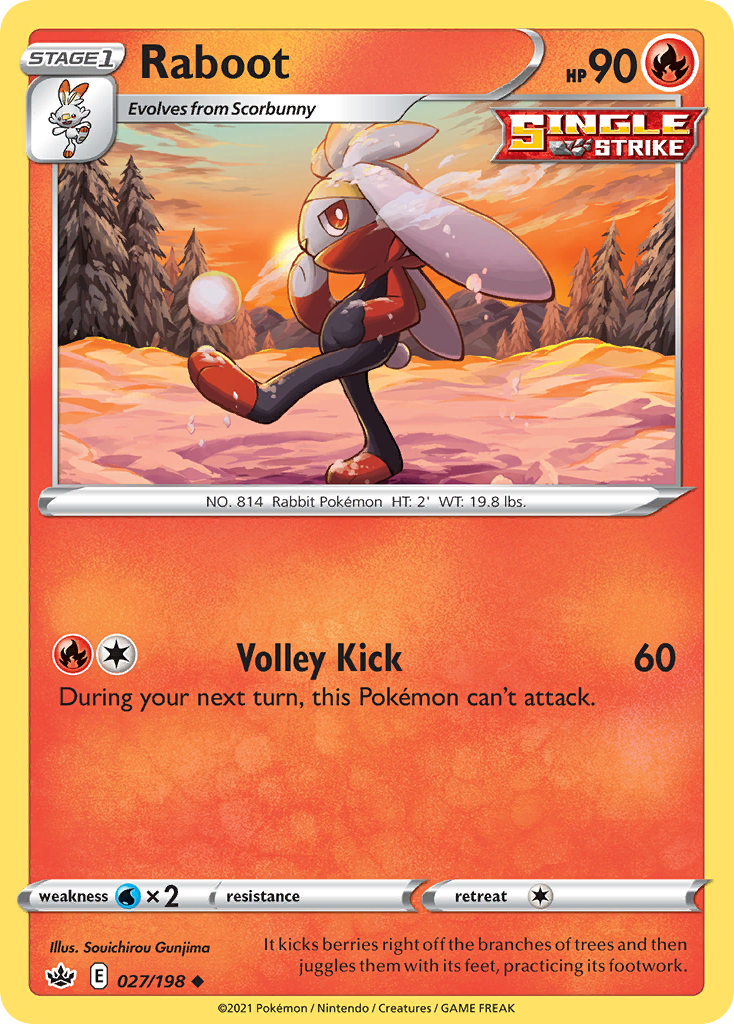 STAGE1
Raboot
HP90
Evolves from Scorbunny
SINGLE
STRIKE
NO. 814 Rabbit Pokémon HT: 2' WT: 19.8 lbs.
Volley Kick 60
During your next turn, this Pokémon can't attack.
weakness ×2 resistance retreat
Illus. Souichirou Gunjima
It kicks berries right off the branches of trees and then
juggles them with its feet, practicing its footwork.
E 027/198
©2021 Pokémon / Nintendo / Creatures / GAME FREAK